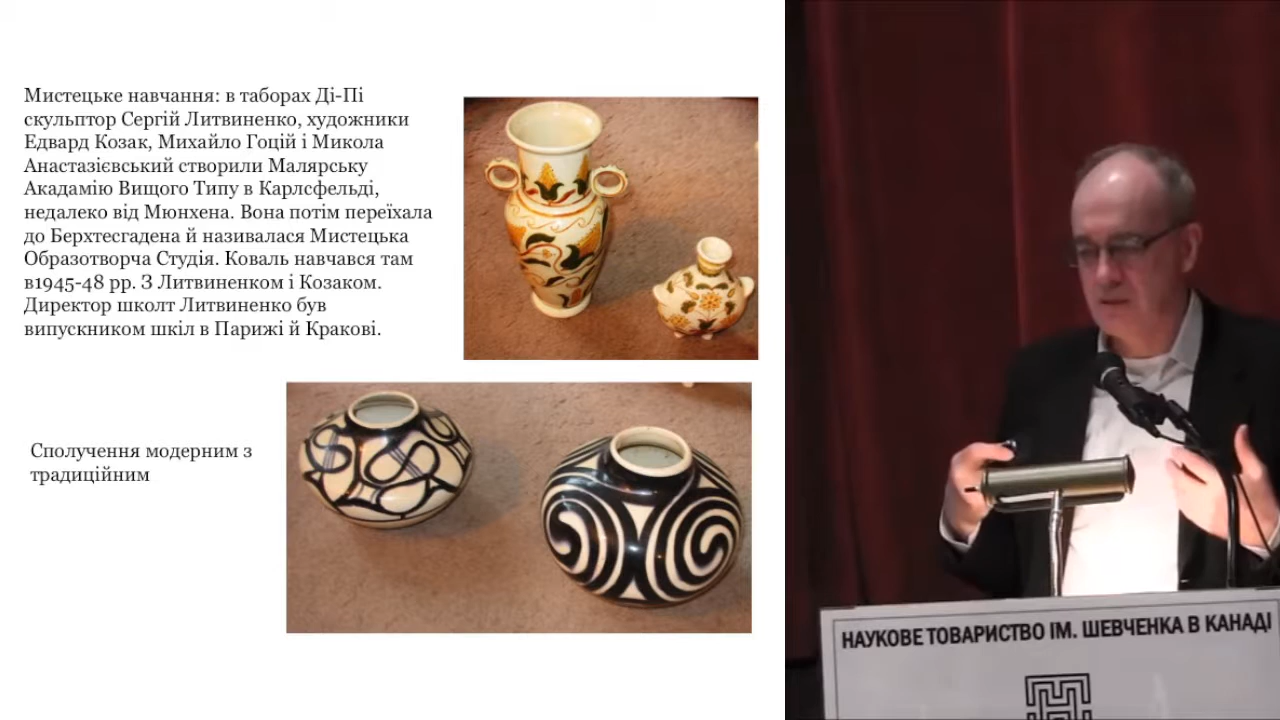 Мистецьке навчання: в таборах Ді-Пі
скульптор Сергій Литвиненко, художники
Едвард Козак, Михайло Гоцій і Микола
Анастазієвський створили Малярську
Академію Вищого Типу в Карлсфельді,
недалеко від Мюнхена. Вона потім переїхала
до Берхтесгадена й називалася Мистецька
Образотворча Студія. Коваль навчався там
в1945-48 рр. З Литвиненком і Козаком.
Директор школт Литвиненко був
випускником шкіл в Парижі й Кракові.
Сполучення модерним з
традиційним
НАУКОВЕ ТОВАРИСТВО ІМ. ШЕВЧЕНКА В КАНАДІ